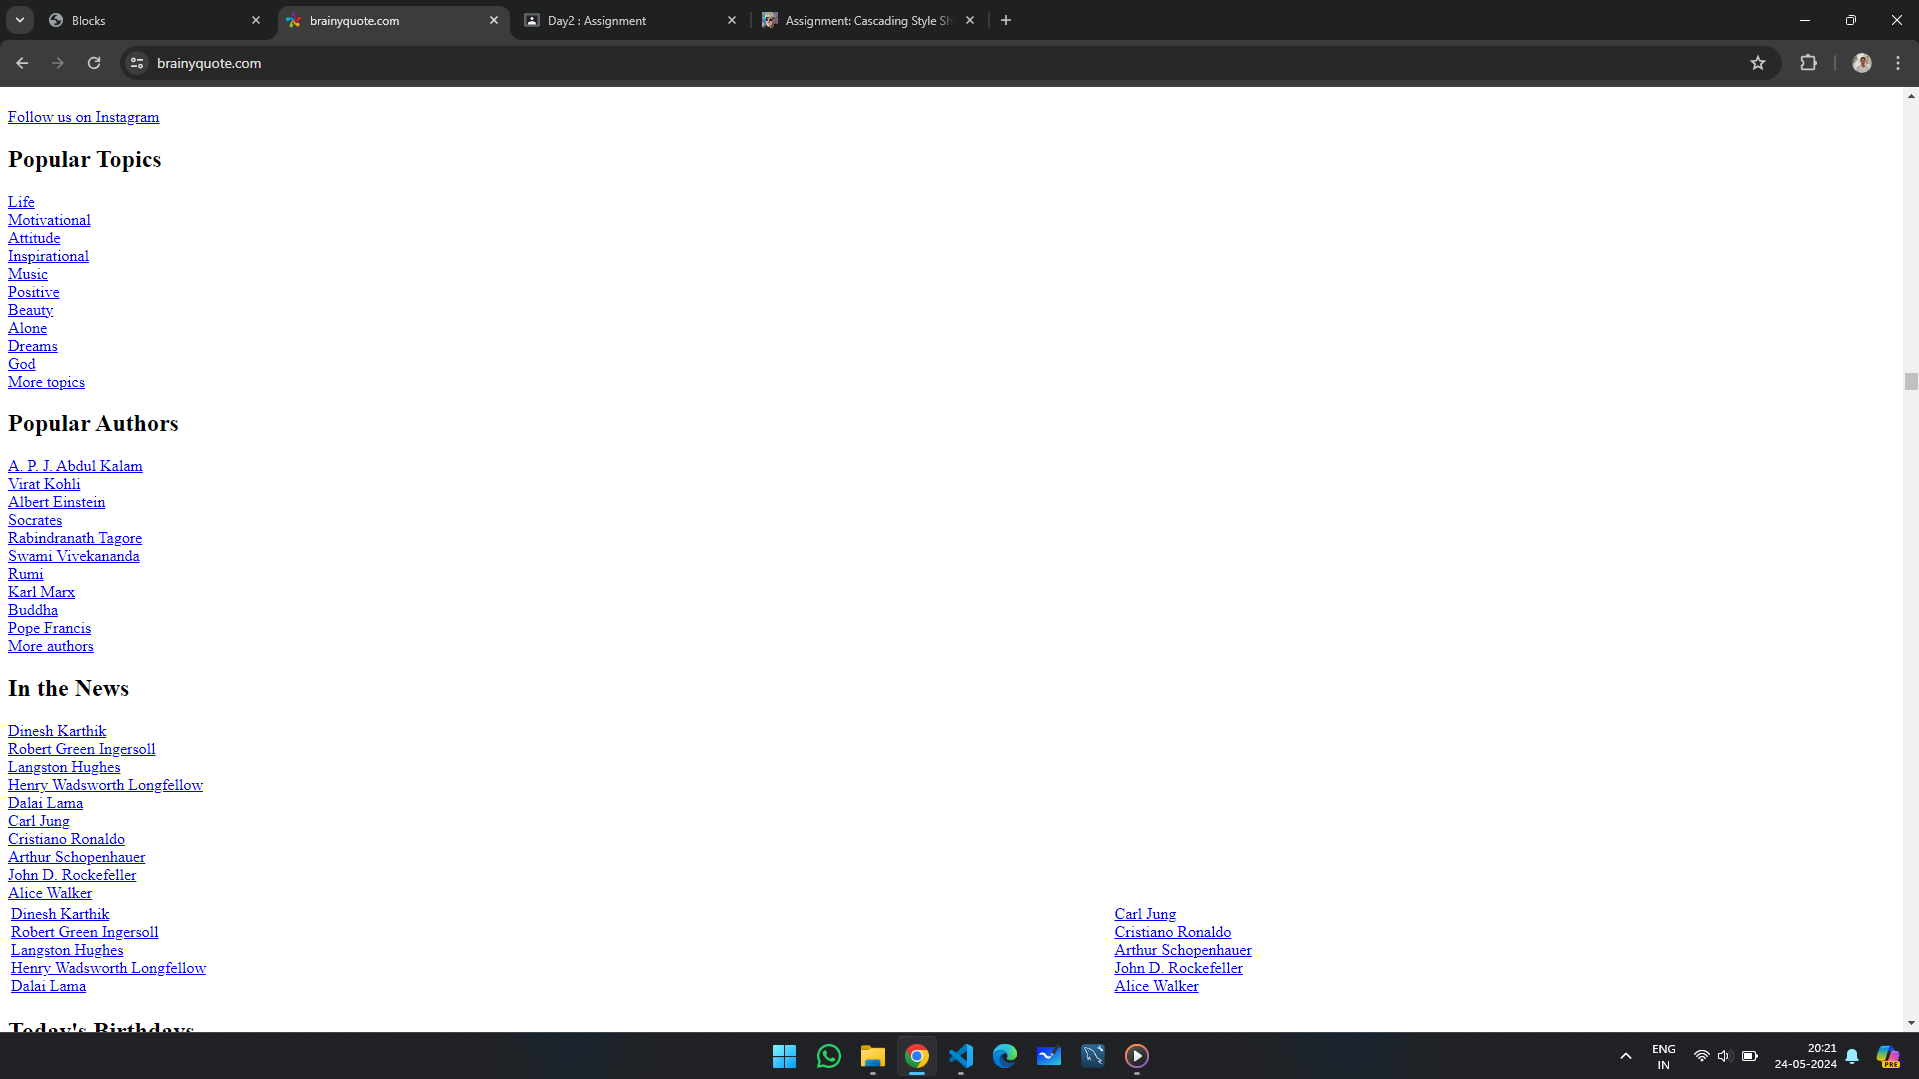 Blocks
brainyquote.com
Day2 : Assignment
Assignment: Cascading Style Sh
brainyquote.com
Follow us on Instagram
Popular Topics
Life
Motivational
Attitude
Inspirational
Music
Positive
Beauty
Alone
Dreams
God
More topics
Popular Authors
A. P. J. Abdul Kalam
Virat Kohli
Albert Einstein
Socrates
Rabindranath Tagore
Swami Vivekananda
Rumi
Karl Marx
Buddha
Pope Francis
More authors
In the News
Dinesh Karthik
Robert Green Ingersoll
Langston Hughes
Henry Wadsworth Longfellow
Dalai Lama
Carl Jung
Cristiano Ronaldo
Arthur Schopenhauer
John D. Rockefeller
Alice Walker
Dinesh Karthik
Robert Green Ingersoll
Langston Hughes
Henry Wadsworth Longfellow
Dalai Lama
Carl Jung
Cristiano Ronaldo
Arthur Schopenhauer
John D. Rockefeller
Alice Walker
Today's Birthdays
ENG
IN
20:21
24-05-2024
PRE